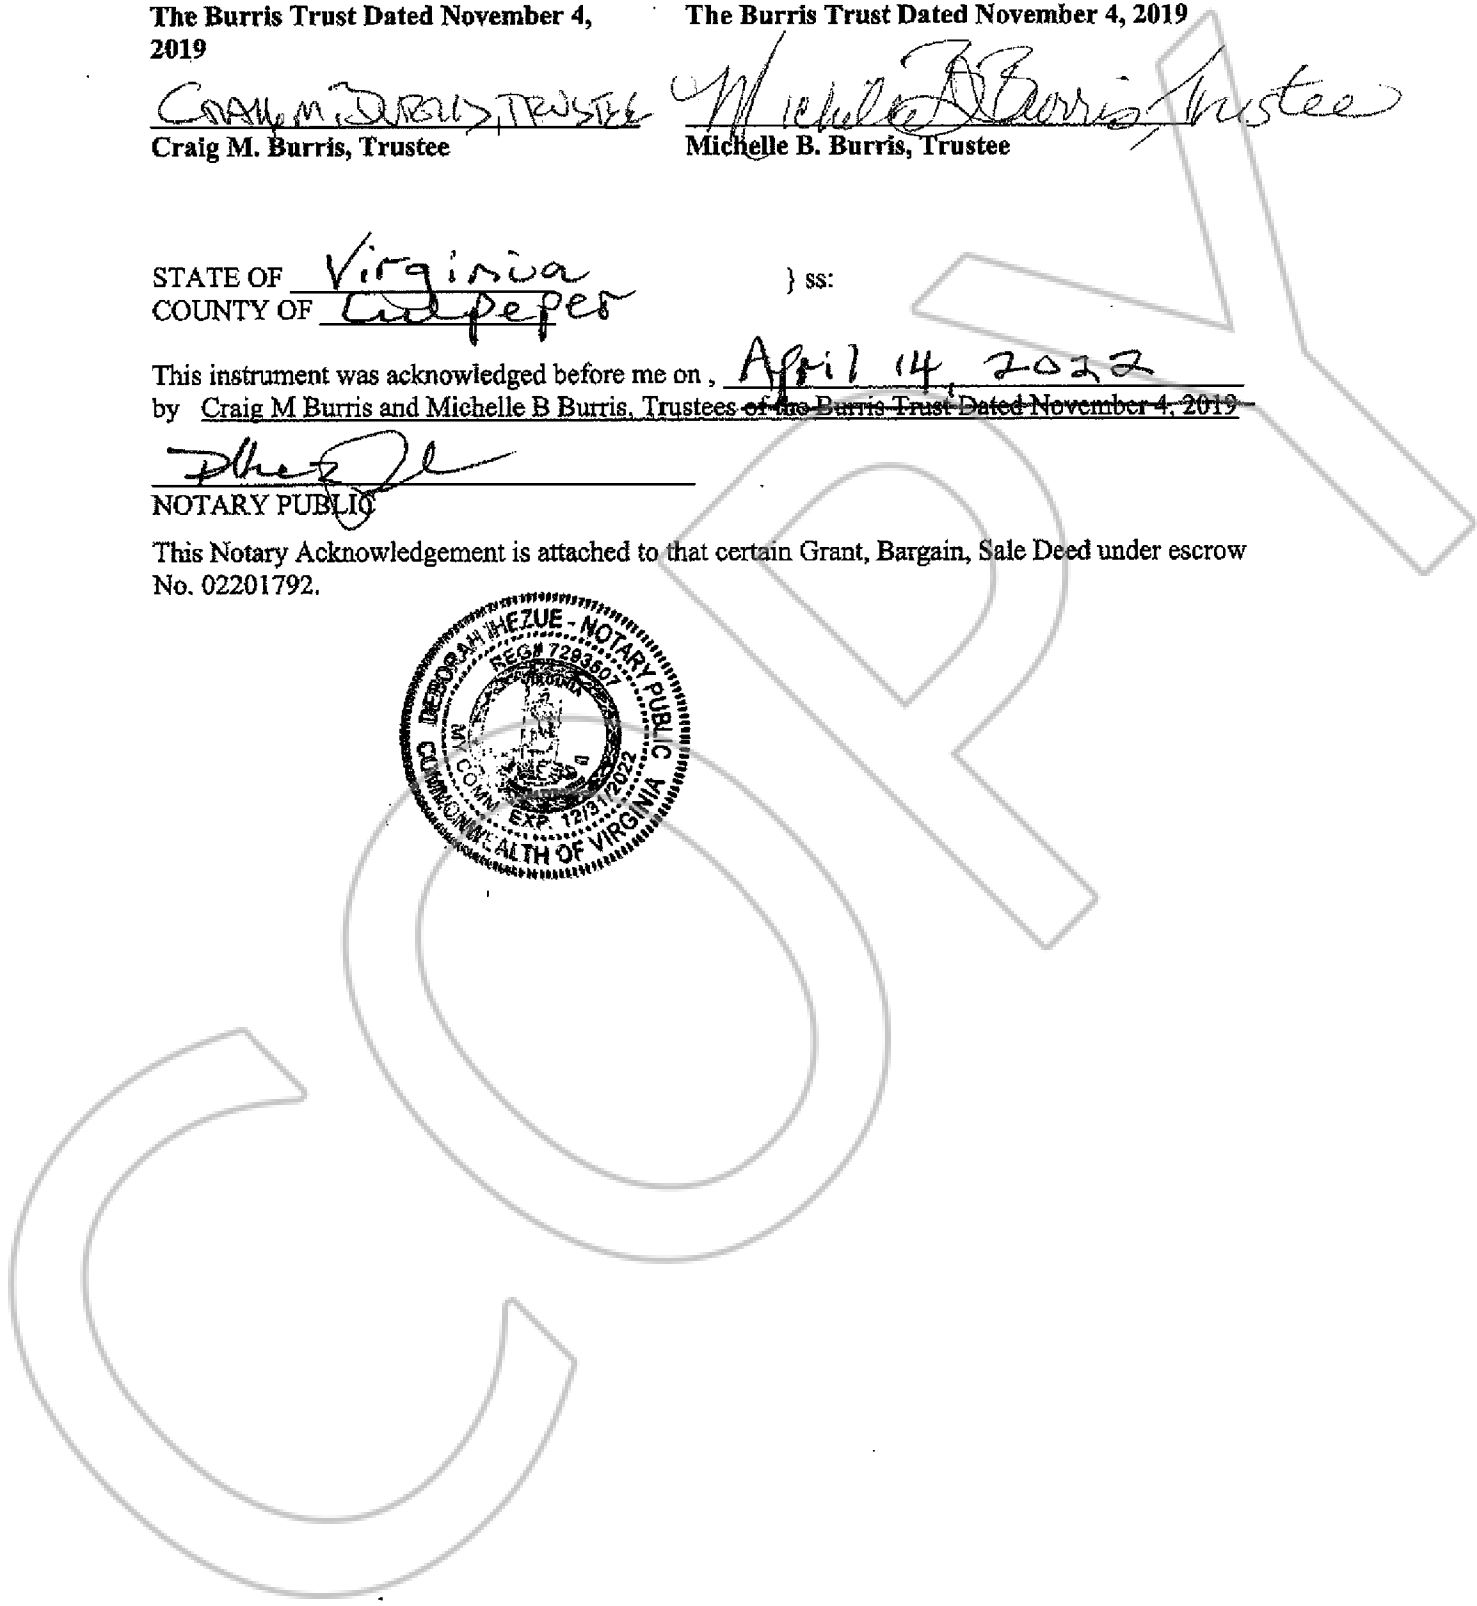 The Burris Trust Dated November 4, 2019
The Burris Trust Dated November 4, 2019
Craig M. Burris, Trustee
Michelle B. Burris, Trustee
Craig M. Burris, Trustee
Michelle B. Burris, Trustee
STATE OF Virginia } ss:
COUNTY OF Culpeper
This instrument was acknowledged before me on , April 14, 2022
by Craig M Burris and Michelle B Burris, Trustees of the Burris Trust Dated November 4, 2019
NOTARY PUBLIC
This Notary Acknowledgement is attached to that certain Grant, Bargain, Sale Deed under escrow
No. 02201792.
DEBORAH IHEZUE - NOTARY PUBLIC
REG# 7293507
VIRGINIA
MY COMM. EXP. 12/31/2022
COMMONWEALTH OF VIRGINIA
COPY